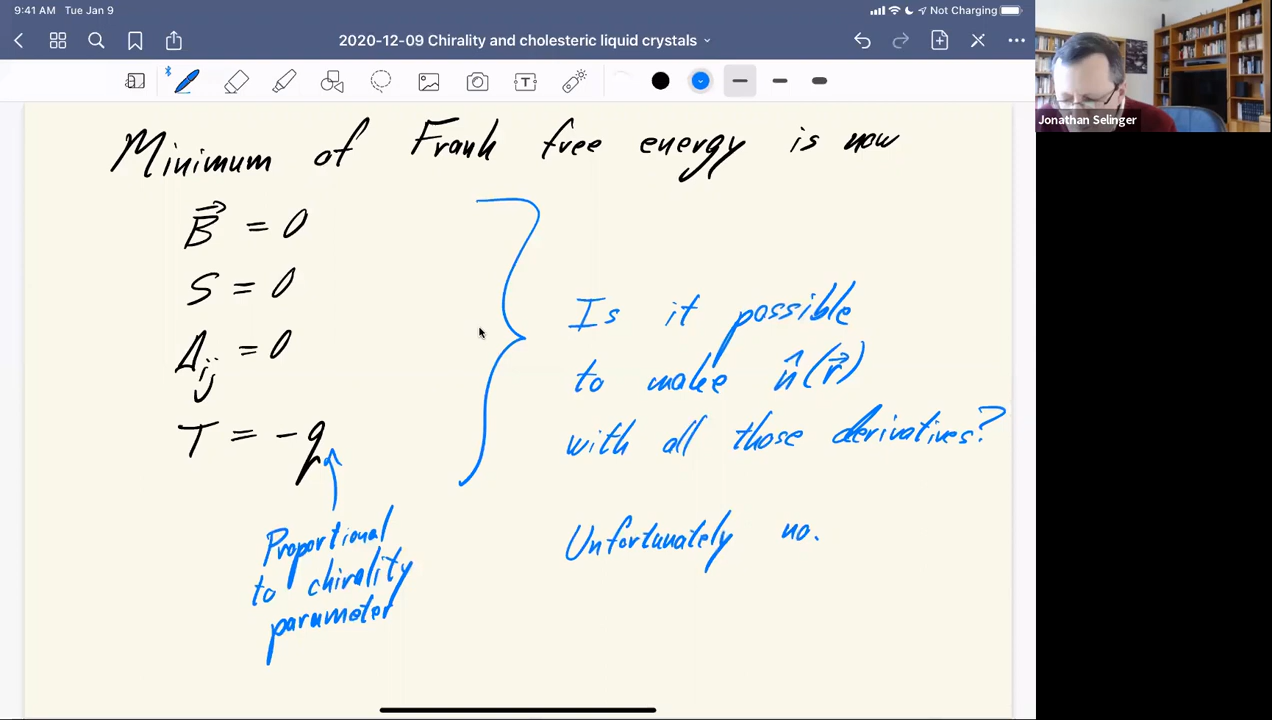 9:41 AM Tue Jan 9
Not Charging
2020-12-09 Chirality and cholesteric liquid crystals
T
Jonathan Selinger
Minimum of Frank free energy is now
B⃗ = 0
S = 0
Δij = 0
T = -q
Proportional
to chirality
parameter
Is it possible
to make n̂(r⃗)
with all those derivatives?
Unfortunately no.